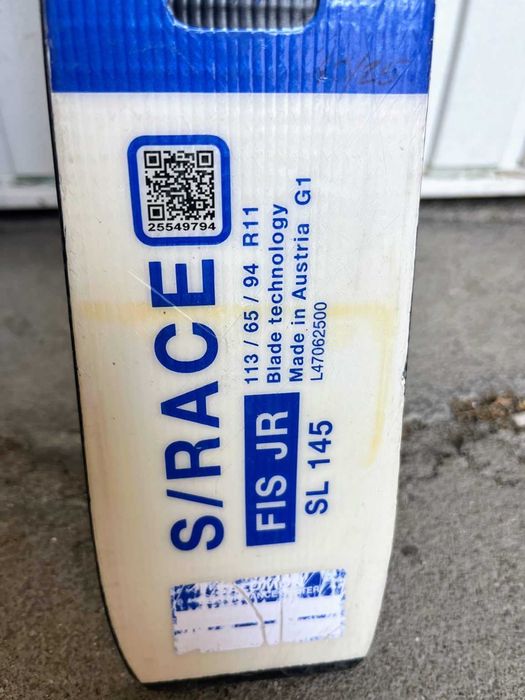 25549794
S/RACE
113 / 65 / 94 R11
Blade technology
Made in Austria G1
L47062500
FIS JR
SL 145